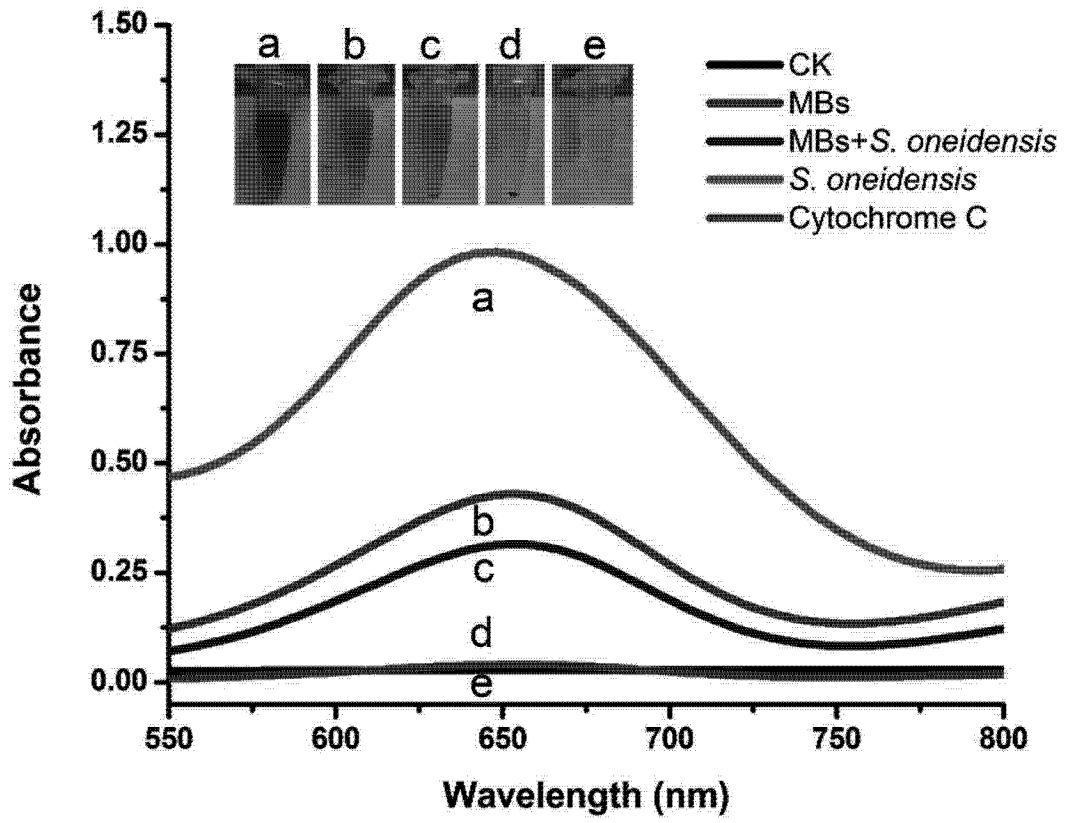 1.50
1.25
1.00
0.75
0.50
0.25
0.00
Absorbance
a b c d e
CK
MBs
MBs+S. oneidensis
S. oneidensis
Cytochrome C
a
b
c
d
e
550 600 650 700 750 800
Wavelength (nm)